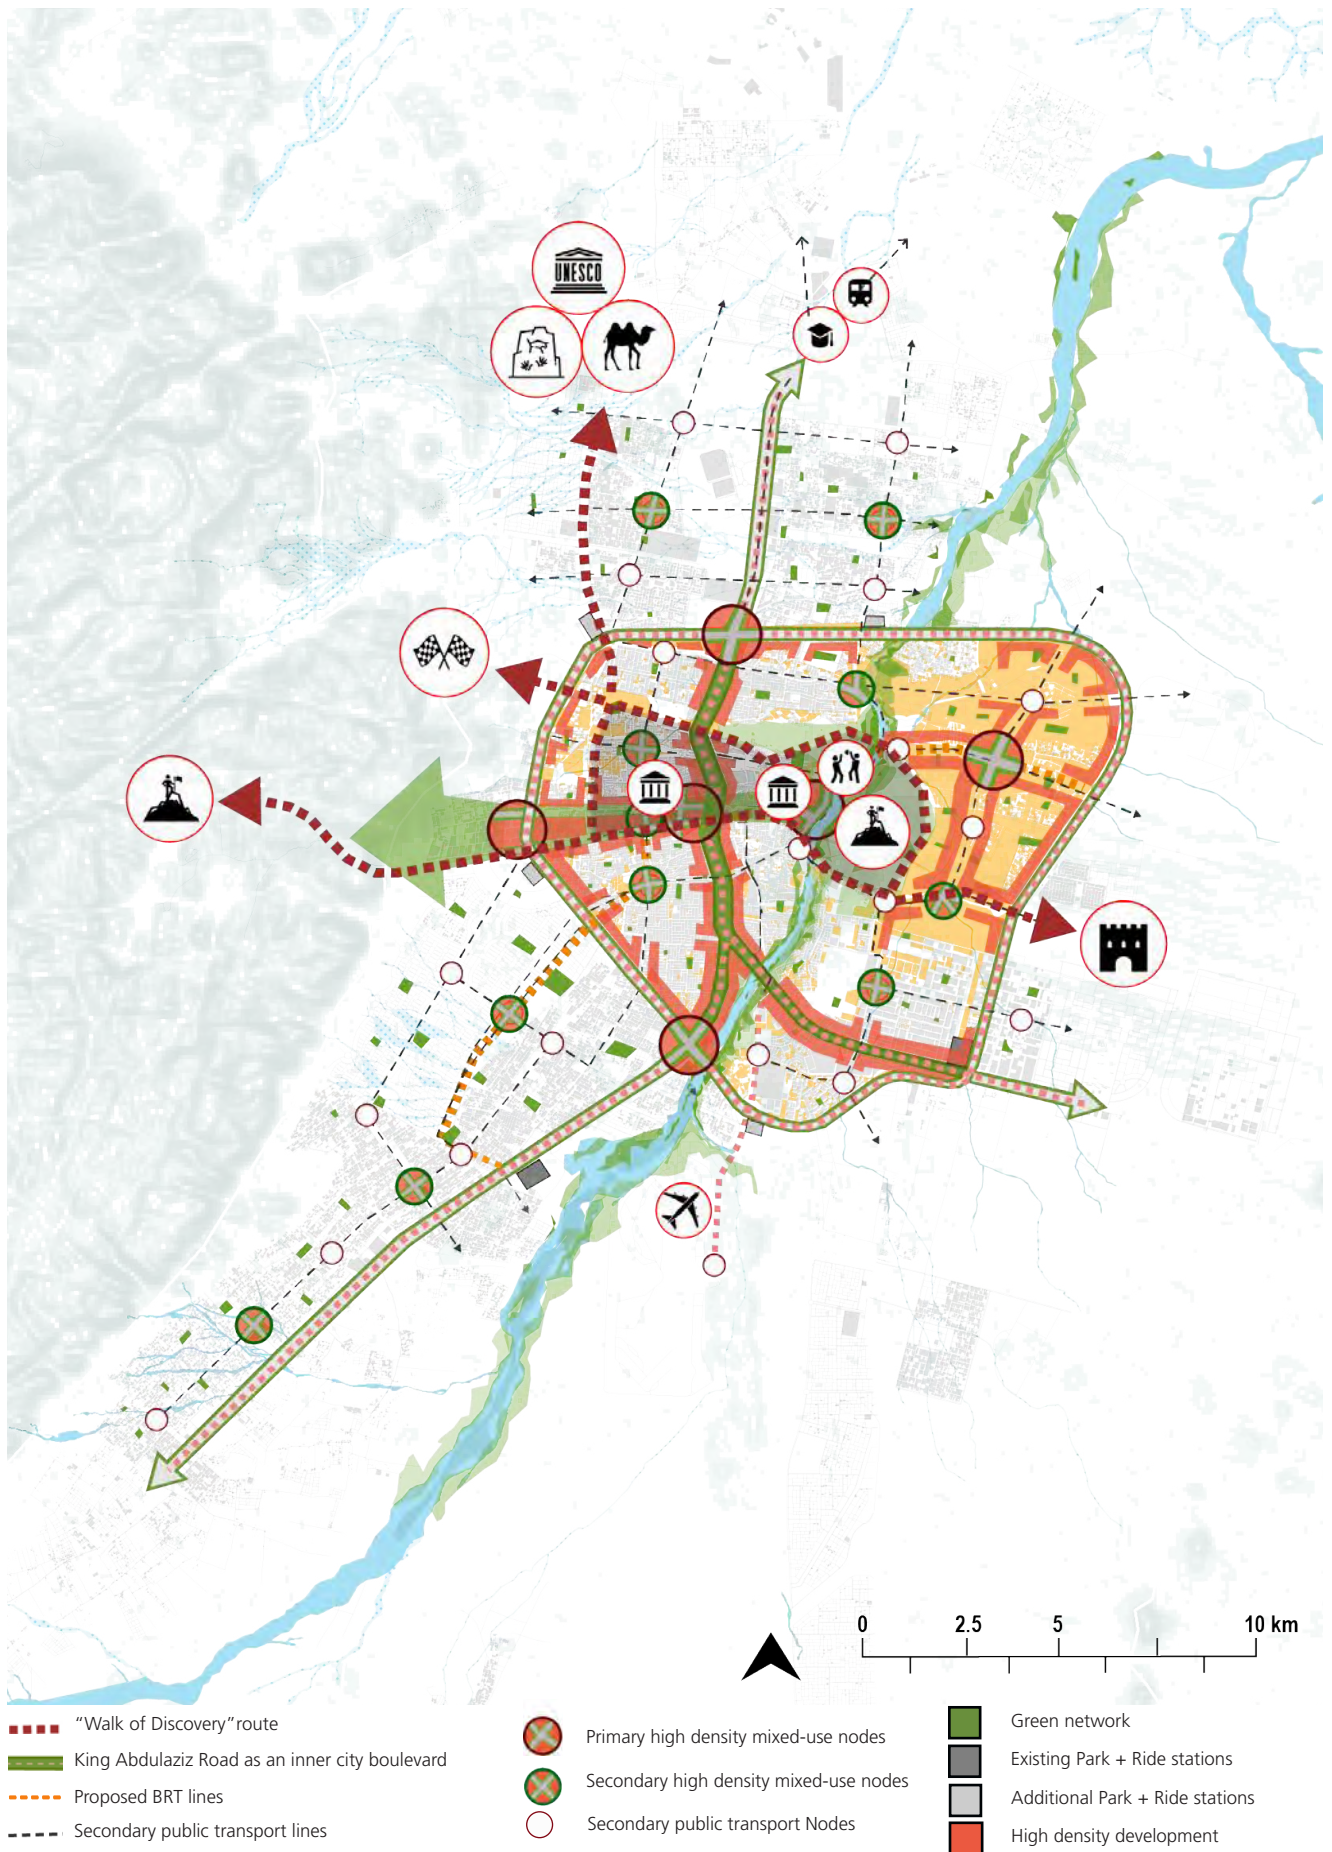 UNESCO
0 2.5 5 10 km
“Walk of Discovery”route
King Abdulaziz Road as an inner city boulevard
Proposed BRT lines
Secondary public transport lines
Primary high density mixed-use nodes
Secondary high density mixed-use nodes
Secondary public transport Nodes
Green network
Existing Park + Ride stations
Additional Park + Ride stations
High density development